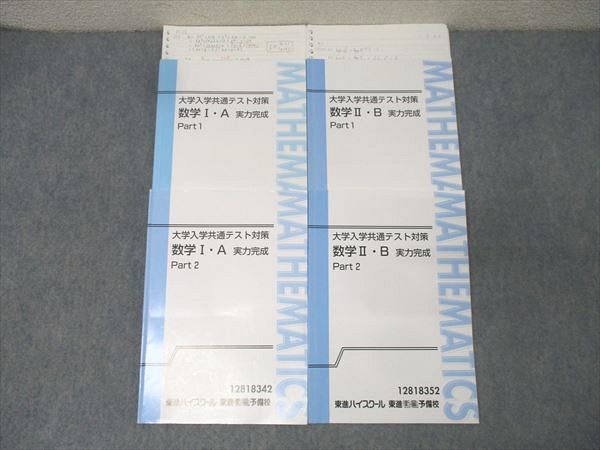 大学入学共通テスト対策
数学Ⅰ・A 実力完成
Part 1
MATHEMA
大学入学共通テスト対策
数学Ⅱ・B 実力完成
Part 1
MATHEMA
大学入学共通テスト対策
数学Ⅰ・A 実力完成
Part 2
MATHEMATICS
12818342
東進ハイスクール 東進衛星予備校
大学入学共通テスト対策
数学Ⅱ・B 実力完成
Part 2
MATHEMATICS
12818352
東進ハイスクール 東進衛星予備校